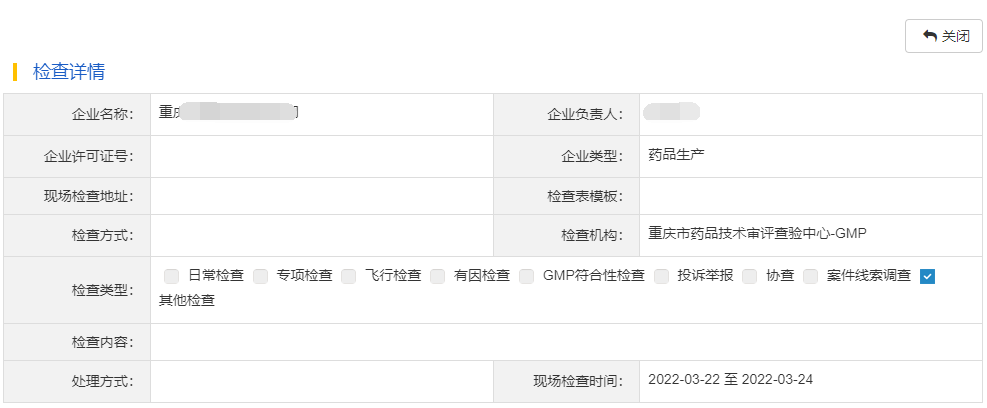 关闭
检查详情
企业名称: 重庆
企业负责人:
企业许可证号:
企业类型: 药品生产
现场检查地址:
检查表模板:
检查方式:
检查机构: 重庆市药品技术审评查验中心-GMP
检查类型: 日常检查 专项检查 飞行检查 有因检查 GMP符合性检查 投诉举报 协查 案件线索调查
其他检查
检查内容:
处理方式:
现场检查时间: 2022-03-22 至 2022-03-24